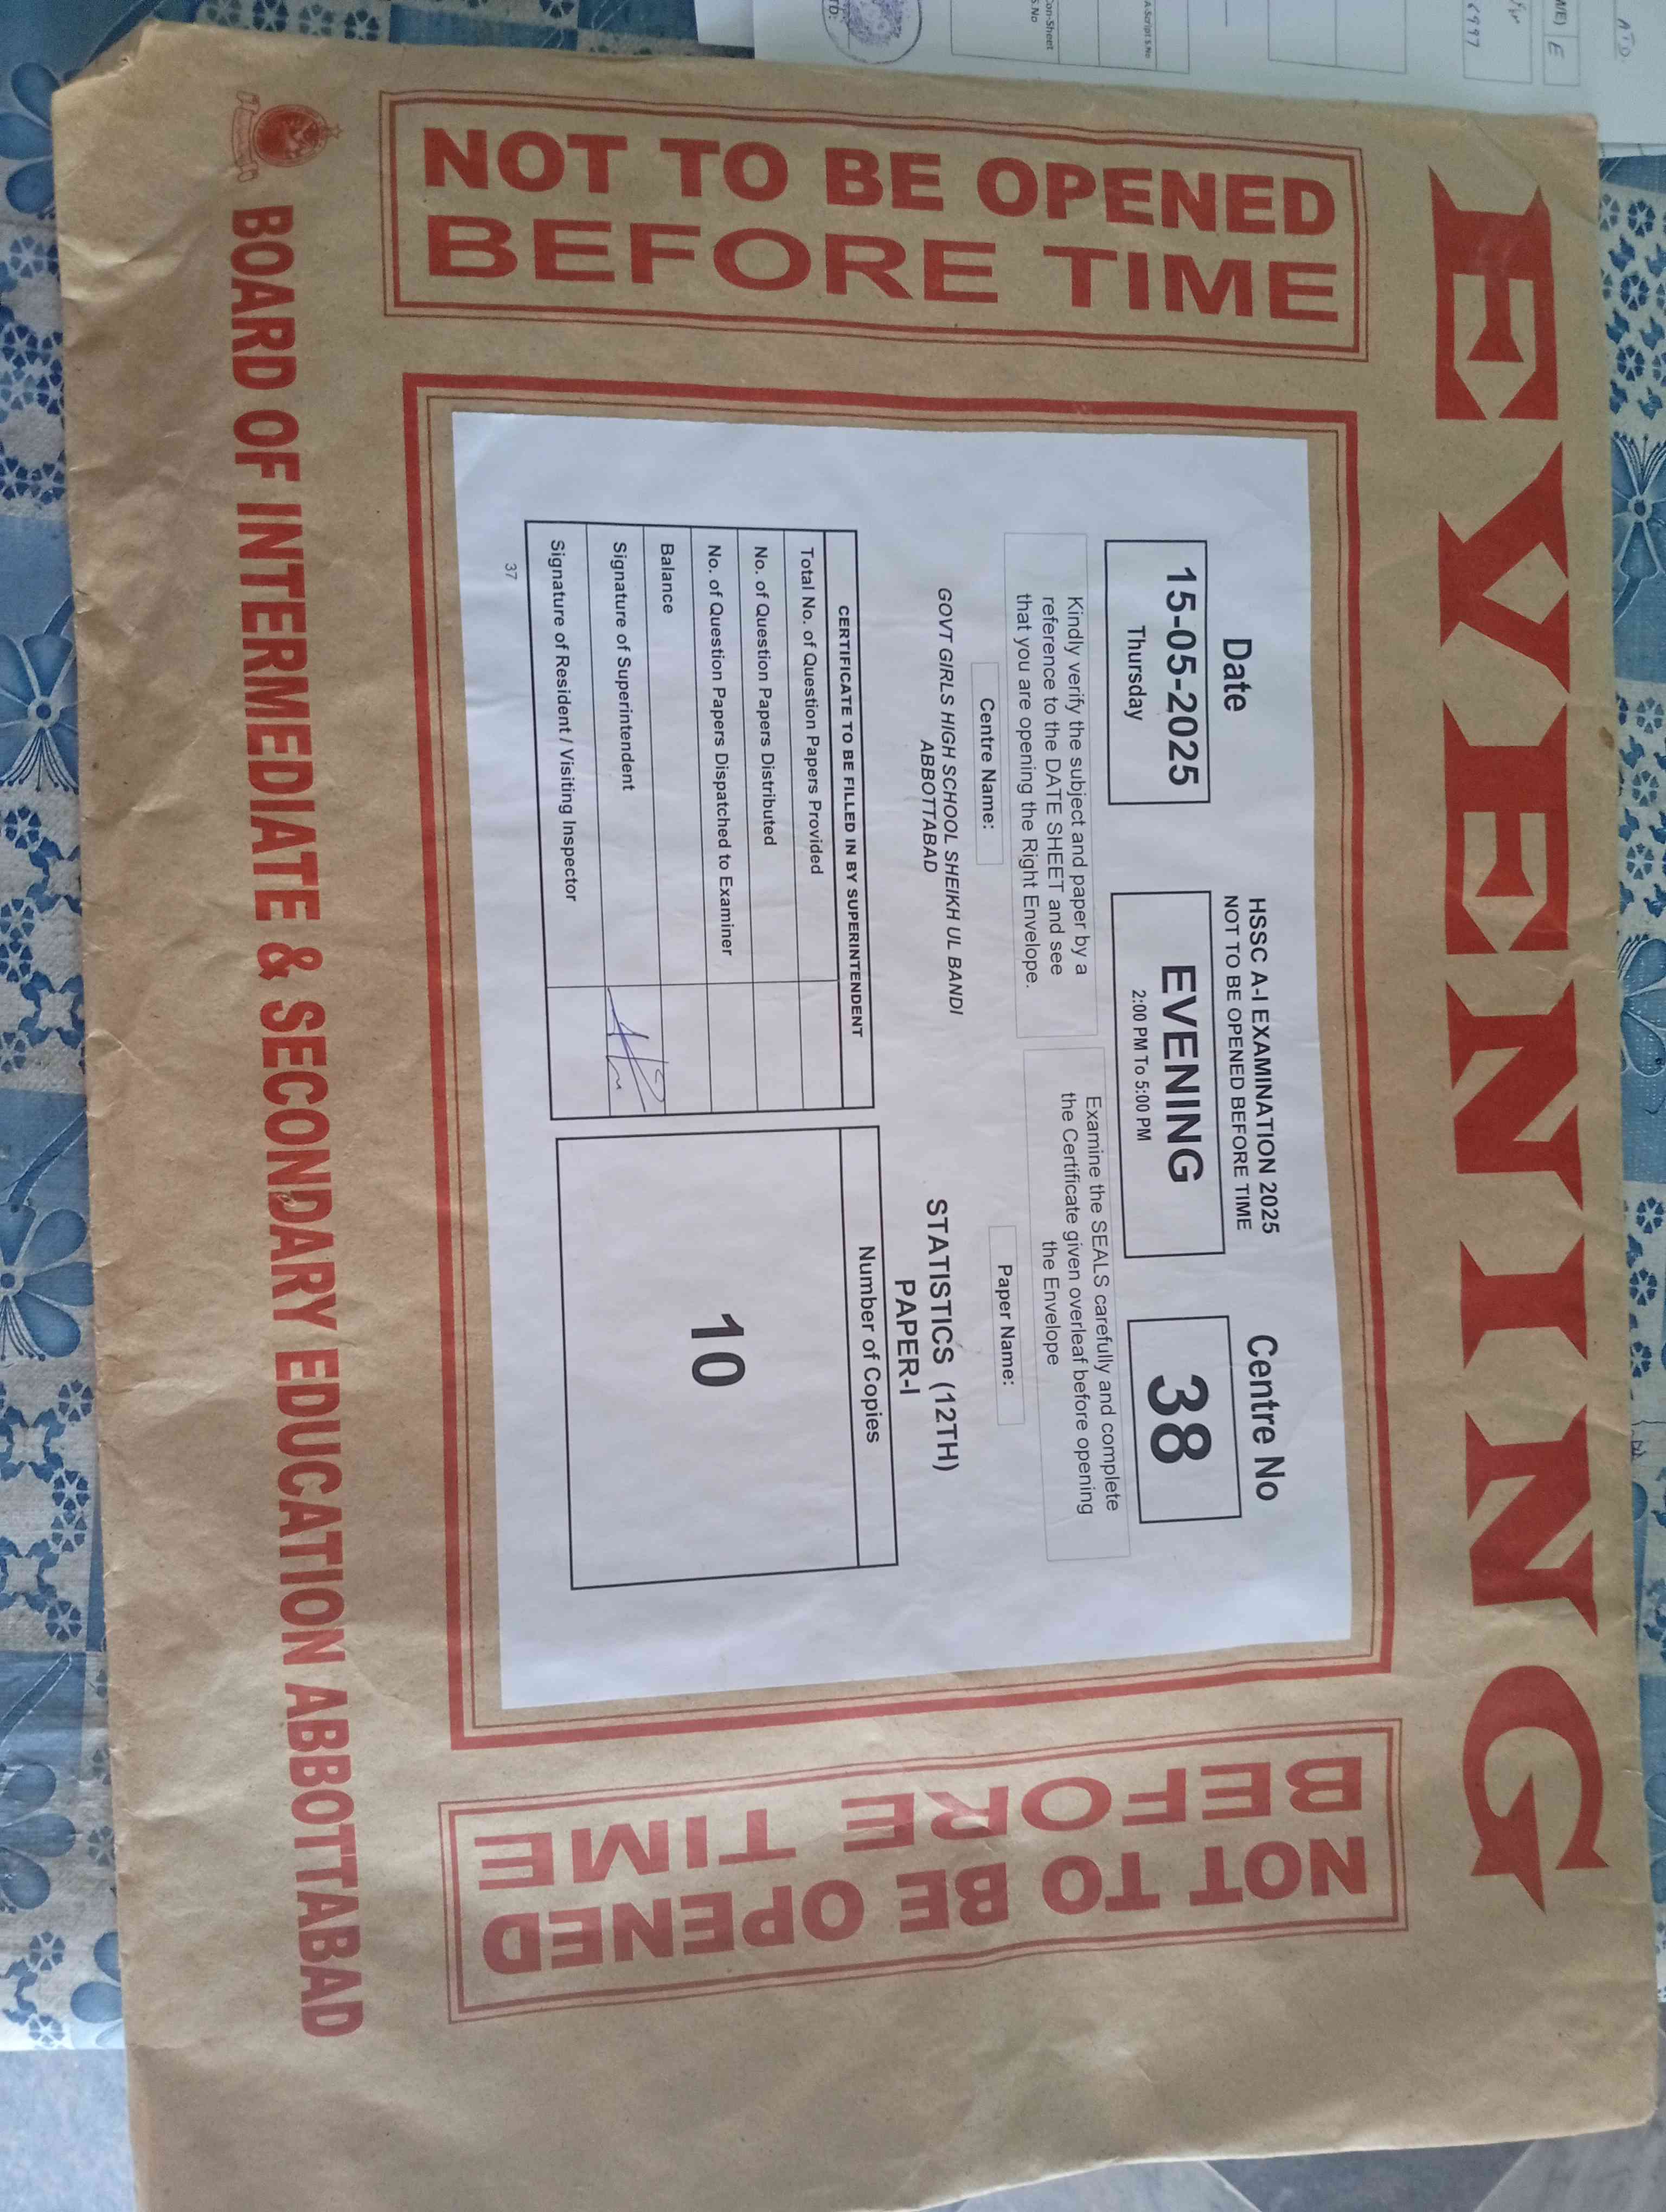 EVENING
NOT TO BE OPENED
BEFORE TIME
Date
15-05-2025
Thursday
HSSC A-I EXAMINATION 2025
NOT TO BE OPENED BEFORE TIME
EVENING
2:00 PM To 5:00 PM
Centre No
38
Kindly verify the subject and paper by a
reference to the DATE SHEET and see
that you are opening the Right Envelope.
Examine the SEALS carefully and complete
the Certificate given overleaf before opening
the Envelope
Centre Name:
GOVT GIRLS HIGH SCHOOL SHEIKH UL BANDI
ABBOTTABAD
Paper Name:
STATISTICS (12TH)
PAPER-I
CERTIFICATE TO BE FILLED IN BY SUPERINTENDENT
Total No. of Question Papers Provided
No. of Question Papers Distributed
No. of Question Papers Dispatched to Examiner
Balance
Signature of Superintendent
Signature of Resident / Visiting Inspector
Number of Copies
10
37
NOT TO BE OPENED
BEFORE TIME
BOARD OF INTERMEDIATE & SECONDARY EDUCATION ABBOTTABAD
ATD.
E